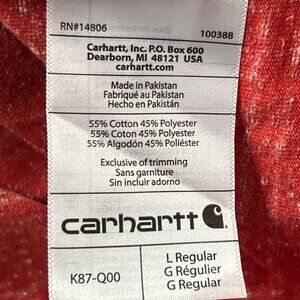 RN#14806 100388
Carhartt, Inc. P.O. Box 600
Dearborn, MI 48121 USA
carhartt.com
Made in Pakistan
Fabriqué au Pakistan
Hecho en Pakistán
55% Cotton 45% Polyester
55% Coton 45% Polyester
55% Algodón 45% Poliéster
Exclusive of trimming
Sans garniture
Sin incluir adorno
carhartt
K87-Q00
L Regular
G Régulier
G Regular